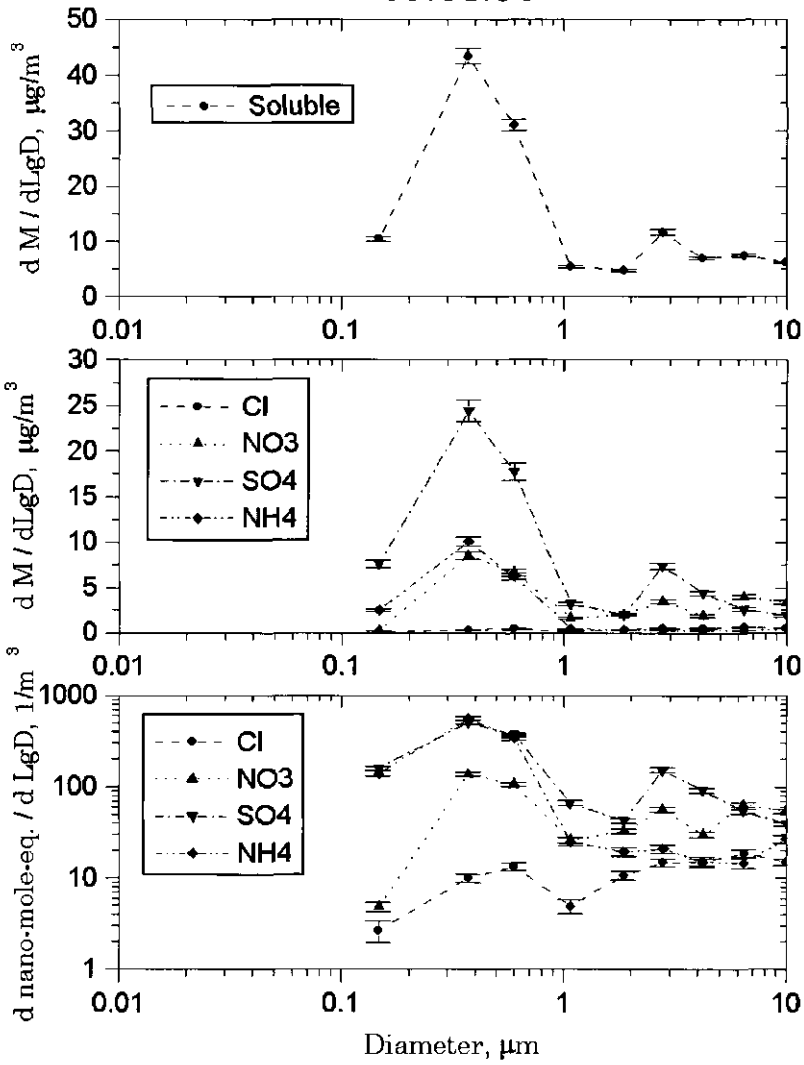 50
40
30
20
10
0
d M / dLgD, μg/m³
Soluble
0.01 0.1 1 10
30
25
20
15
10
5
0
d M / dLgD, μg/m³
Cl
NO3
SO4
NH4
0.01 0.1 1 10
1000
100
10
1
d nano-mole-eq. / d LgD, 1/m³
Cl
NO3
SO4
NH4
0.01 0.1 1 10
Diameter, μm